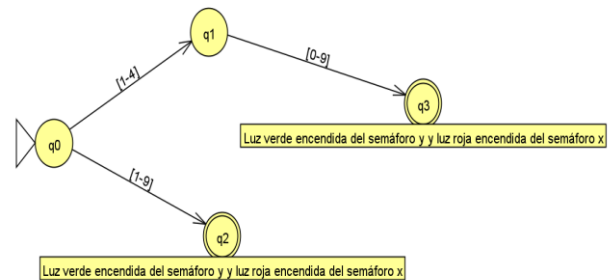 q1
[1-4]
[0-9]
q3
Luz verde encendida del semáforo y y luz roja encendida del semáforo x
q0
[1-9]
q2
Luz verde encendida del semáforo y y luz roja encendida del semáforo x